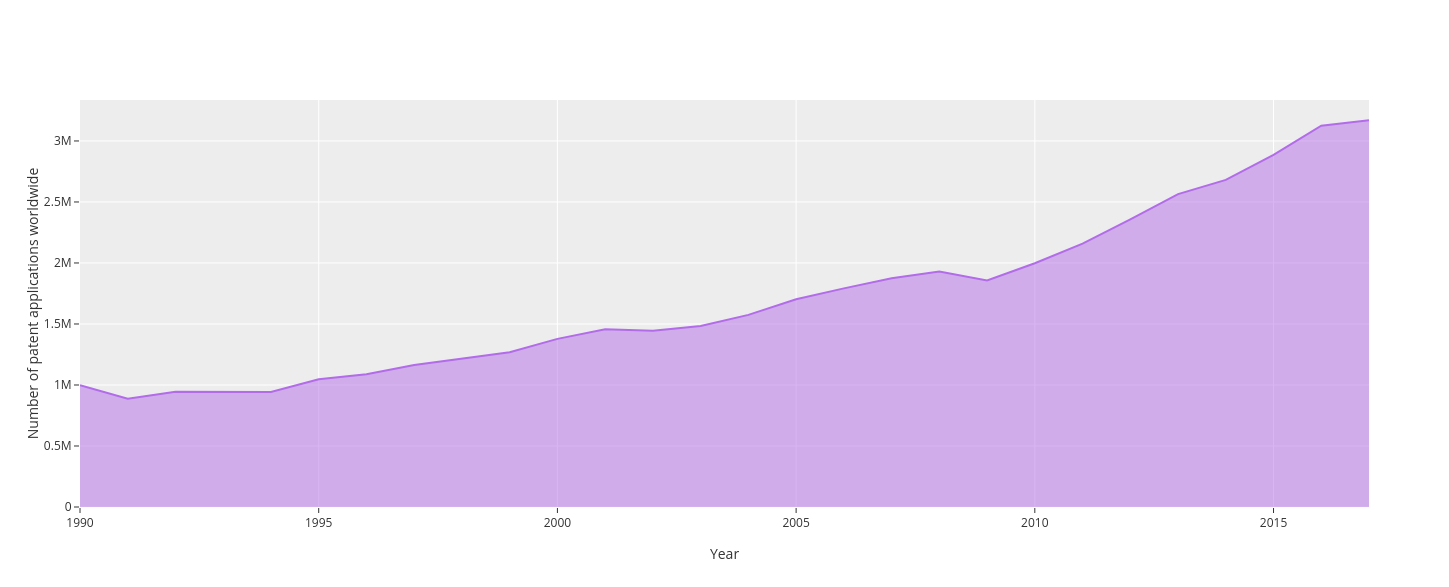 Number of patent applications worldwide
3M
2.5M
2M
1.5M
1M
0.5M
0
1990
1995
2000
2005
2010
2015
Year